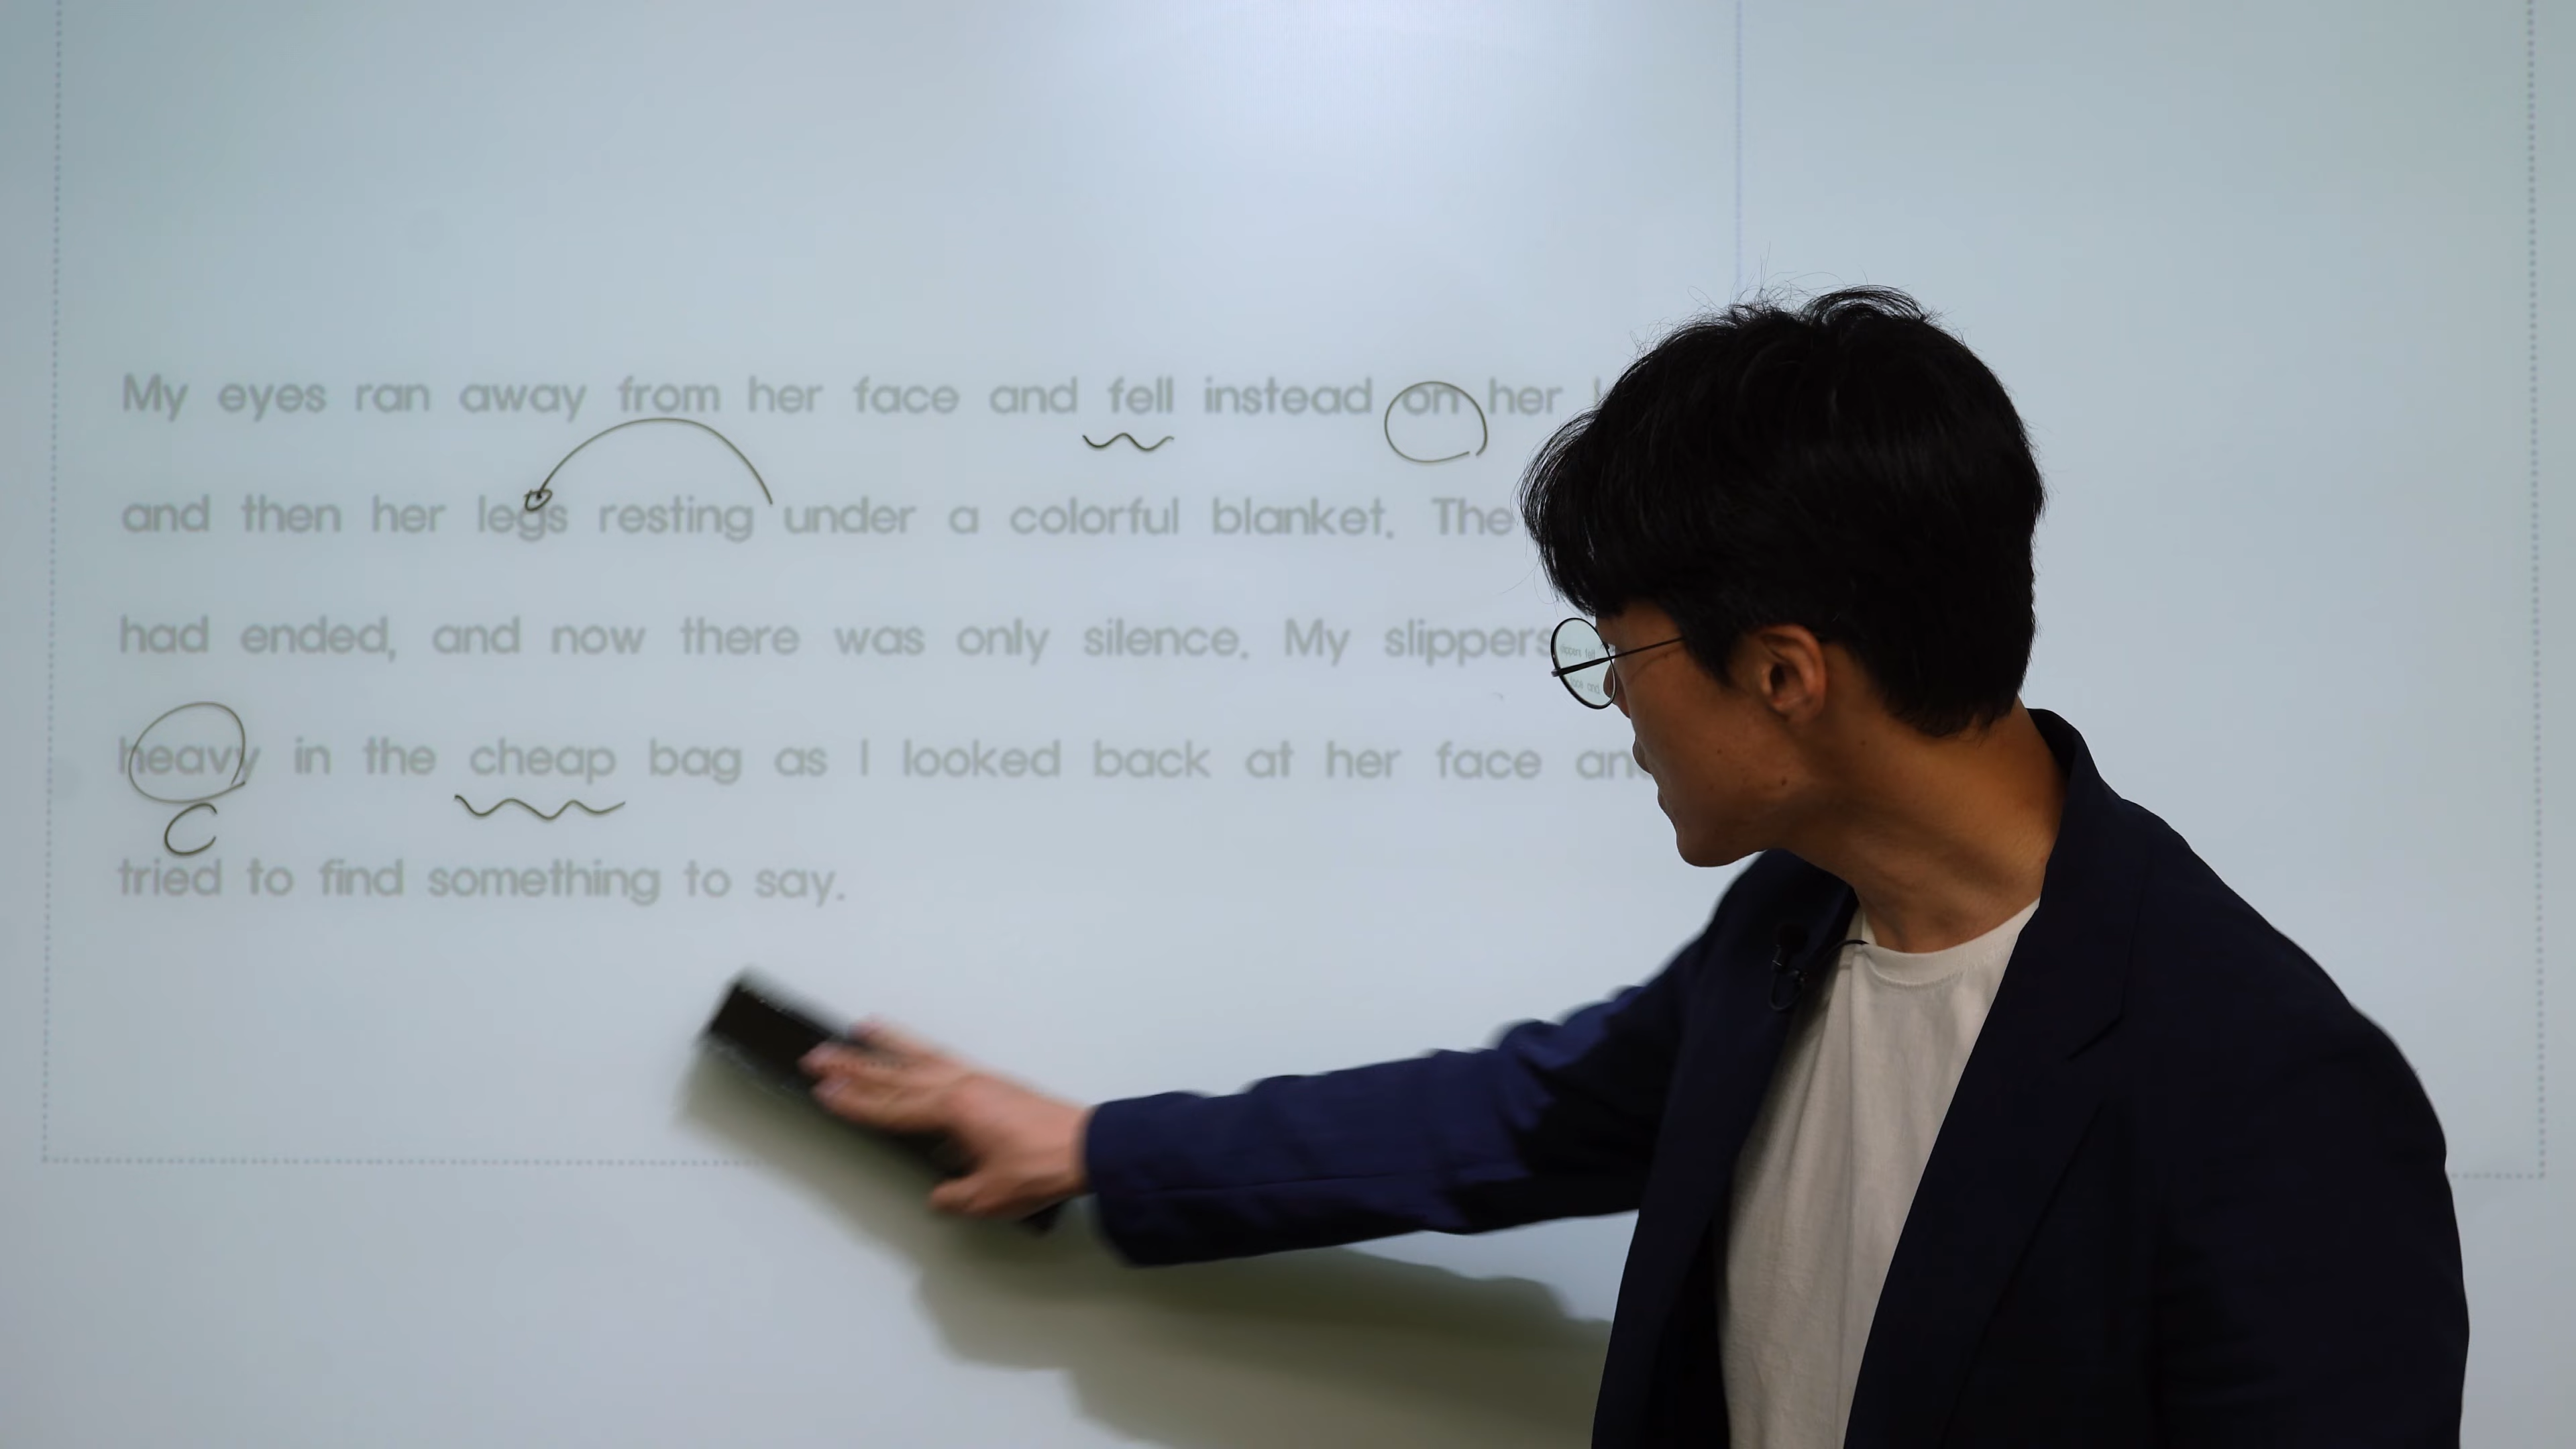 My eyes ran away from her face and fell instead on her
and then her legs resting under a colorful blanket. The
had ended, and now there was only silence. My slippers
heavy in the cheap bag as I looked back at her face and
C
tried to find something to say.